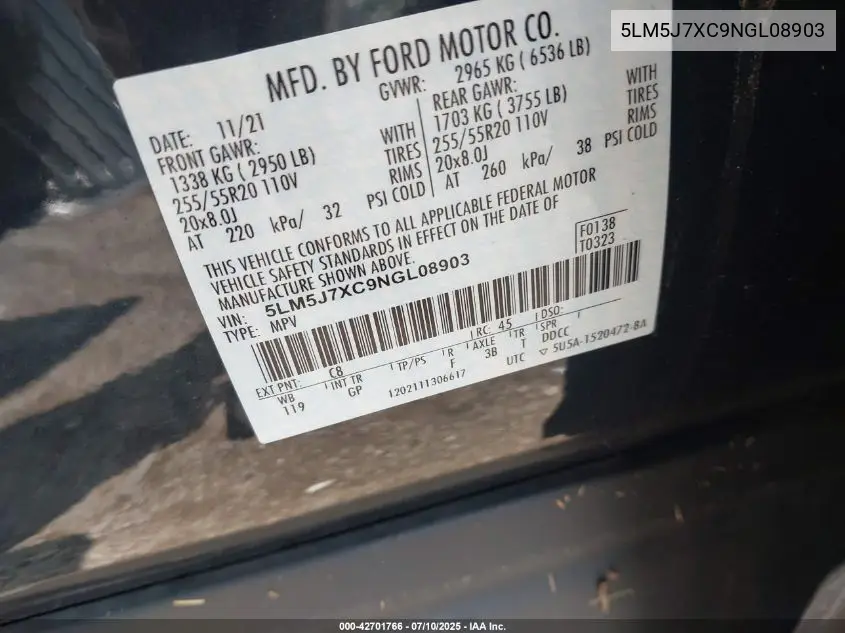 5LM5J7XC9NGL08903
MFD. BY FORD MOTOR CO.
DATE: 11/21
GVWR: 2965 KG ( 6536 LB)
FRONT GAWR:
1338 KG ( 2950 LB) WITH
255/55R20 110V TIRES
20x8.0J RIMS
AT 220 kPa/ 32 PSI COLD
REAR GAWR: WITH
1703 KG ( 3755 LB) TIRES
255/55R20 110V RIMS
20x8.0J
AT 260 kPa/ 38 PSI COLD
THIS VEHICLE CONFORMS TO ALL APPLICABLE FEDERAL MOTOR
VEHICLE SAFETY STANDARDS IN EFFECT ON THE DATE OF
MANUFACTURE SHOWN ABOVE.
F0138
T0323
VIN: 5LM5J7XC9NGL08903
TYPE: MPV
EXT PNT: C8 RC: 45 DSO:
WB INT TR TP/PS R AXLE TR SPR
119 GP F 3B T DDCC
1202111306617 UTC ▽ 5U5A-1520472-BA
000-42701766 - 07/10/2025 - IAA Inc.